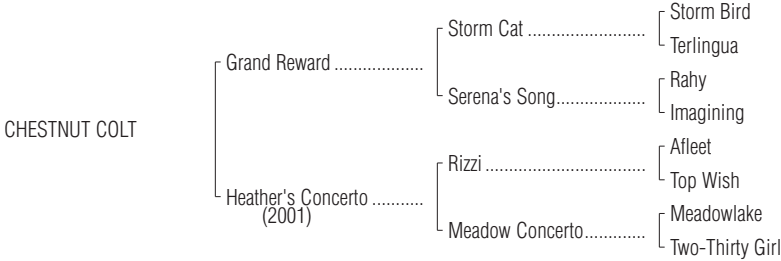 Storm Bird
Storm Cat ..........................
Terlingua
Grand Reward ....................
Rahy
Serena's Song....................
Imagining
CHESTNUT COLT
Afleet
Rizzi ....................................
Top Wish
Heather's Concerto ...........
(2001)
Meadowlake
Meadow Concerto.............
Two-Thirty Girl